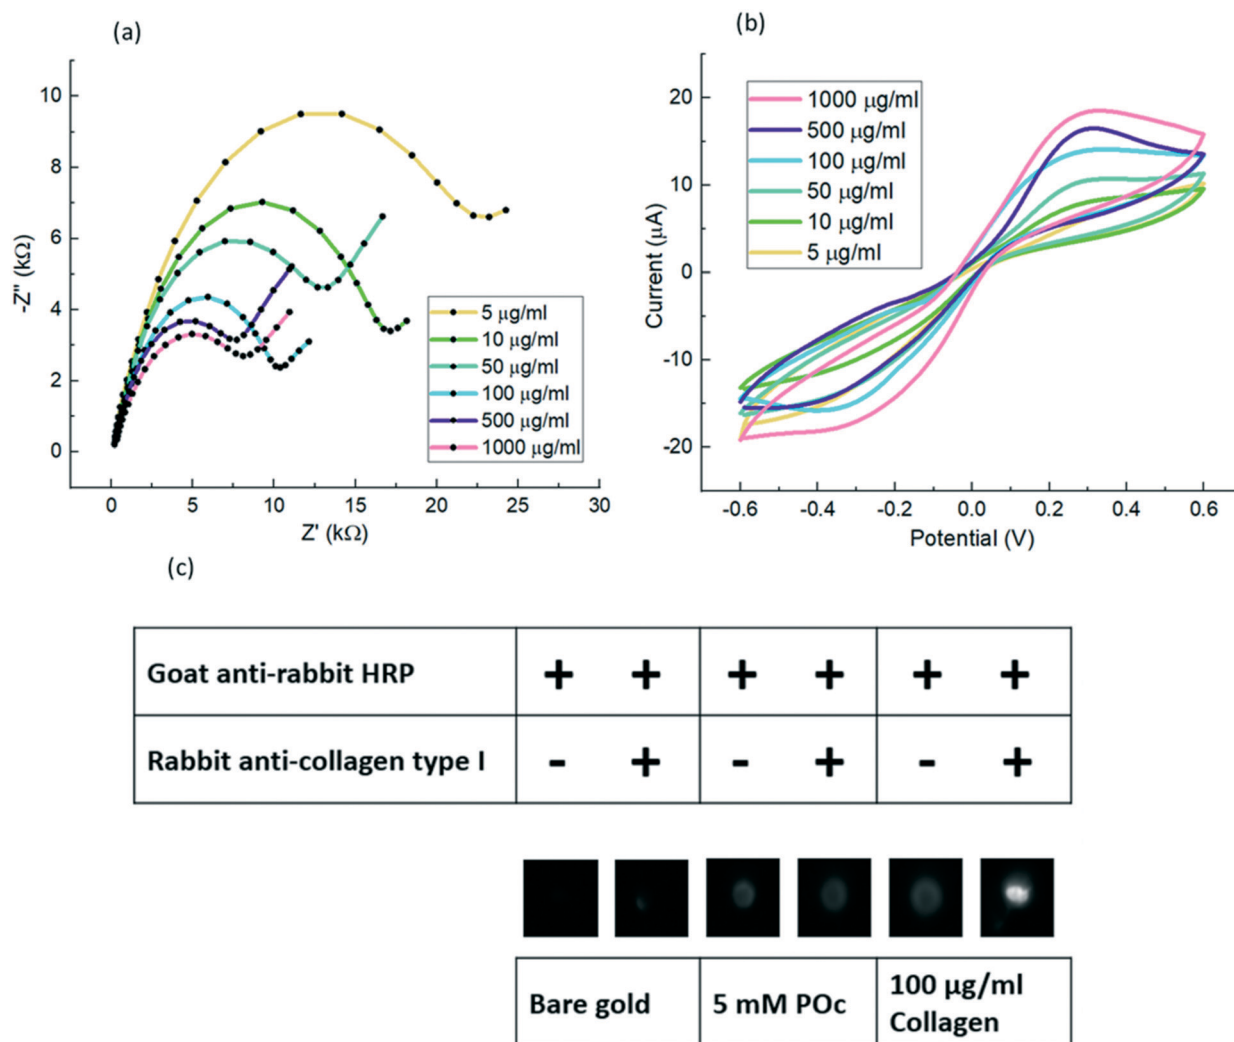 (a)
10
8
6
4
2
0
-Z" (kΩ)
5 μg/ml
10 μg/ml
50 μg/ml
100 μg/ml
500 μg/ml
1000 μg/ml
0 5 10 15 20 25 30
Z' (kΩ)
(b)
20
10
0
-10
-20
Current (μA)
1000 μg/ml
500 μg/ml
100 μg/ml
50 μg/ml
10 μg/ml
5 μg/ml
-0.6 -0.4 -0.2 0.0 0.2 0.4 0.6
Potential (V)
(c)
Goat anti-rabbit HRP + + + + + +
Rabbit anti-collagen type I - + - + - +
Bare gold
5 mM POc
100 μg/ml
Collagen